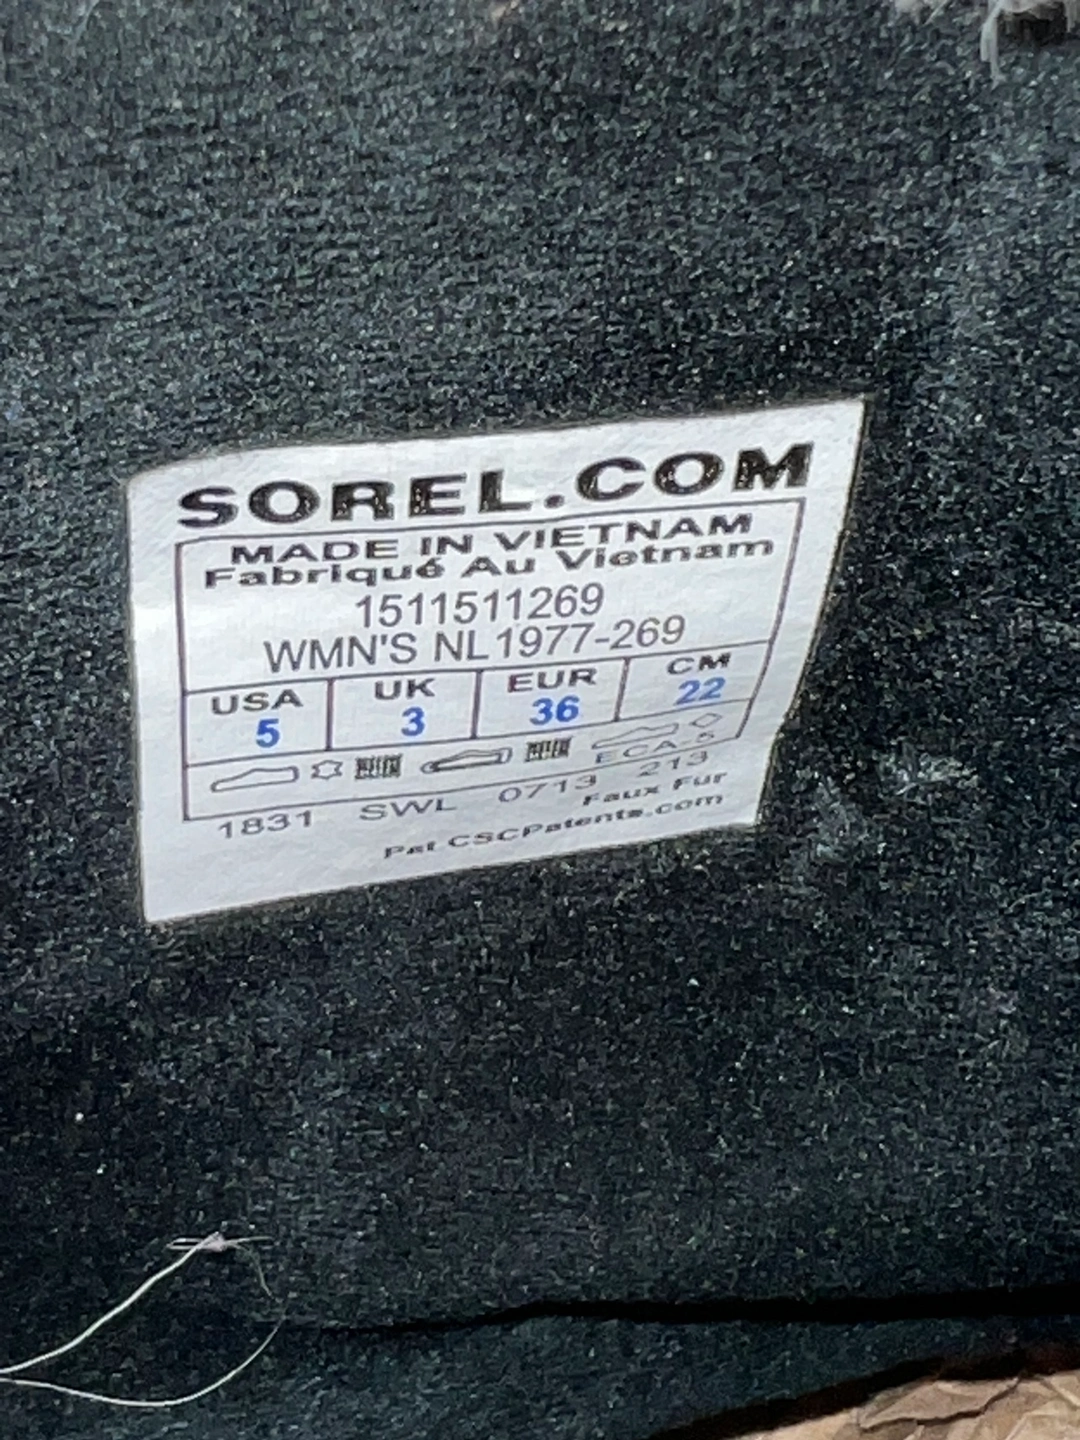 SOREL.COM
MADE IN VIETNAM
Fabriqué Au Vietnam
1511511269
WMN'S NL1977-269
USA UK EUR CM
5 3 36 22
ECA-5
1831 SWL 0713 213
Faux Fur
Pat CSCPatents.com